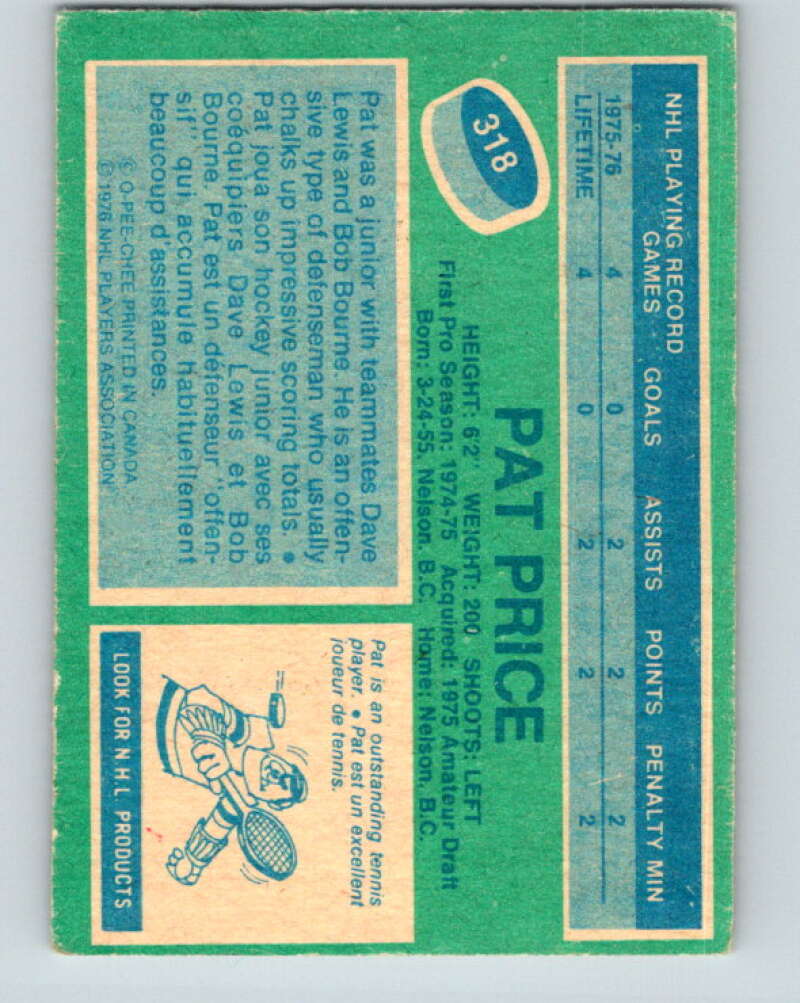 NHL PLAYING RECORD
GAMES GOALS ASSISTS POINTS PENALTY MIN
1975-76 4 0 2 2 2
LIFETIME 4 0 2 2 2
318
PAT PRICE
HEIGHT: 6'2" WEIGHT: 200 SHOOTS: LEFT
First Pro Season: 1974-75 Acquired: 1975 Amateur Draft
Born: 3-24-55, Nelson, B.C. Home: Nelson, B.C.
Pat was a junior with teammates Dave
Lewis and Bob Bourne. He is an offen-
sive type of defenseman who usually
chalks up impressive scoring totals. •
Pat joua son hockey junior avec ses
coéquipiers Dave Lewis et Bob
Bourne. Pat est un défenseur "offen-
sif" qui accumule habituellement
beaucoup d'assistances.
© O-PEE-CHEE PRINTED IN CANADA
© 1976 NHL PLAYERS ASSOCIATION
Pat is an outstanding tennis
player. • Pat est un excellent
joueur de tennis.
LOOK FOR NHL PRODUCTS